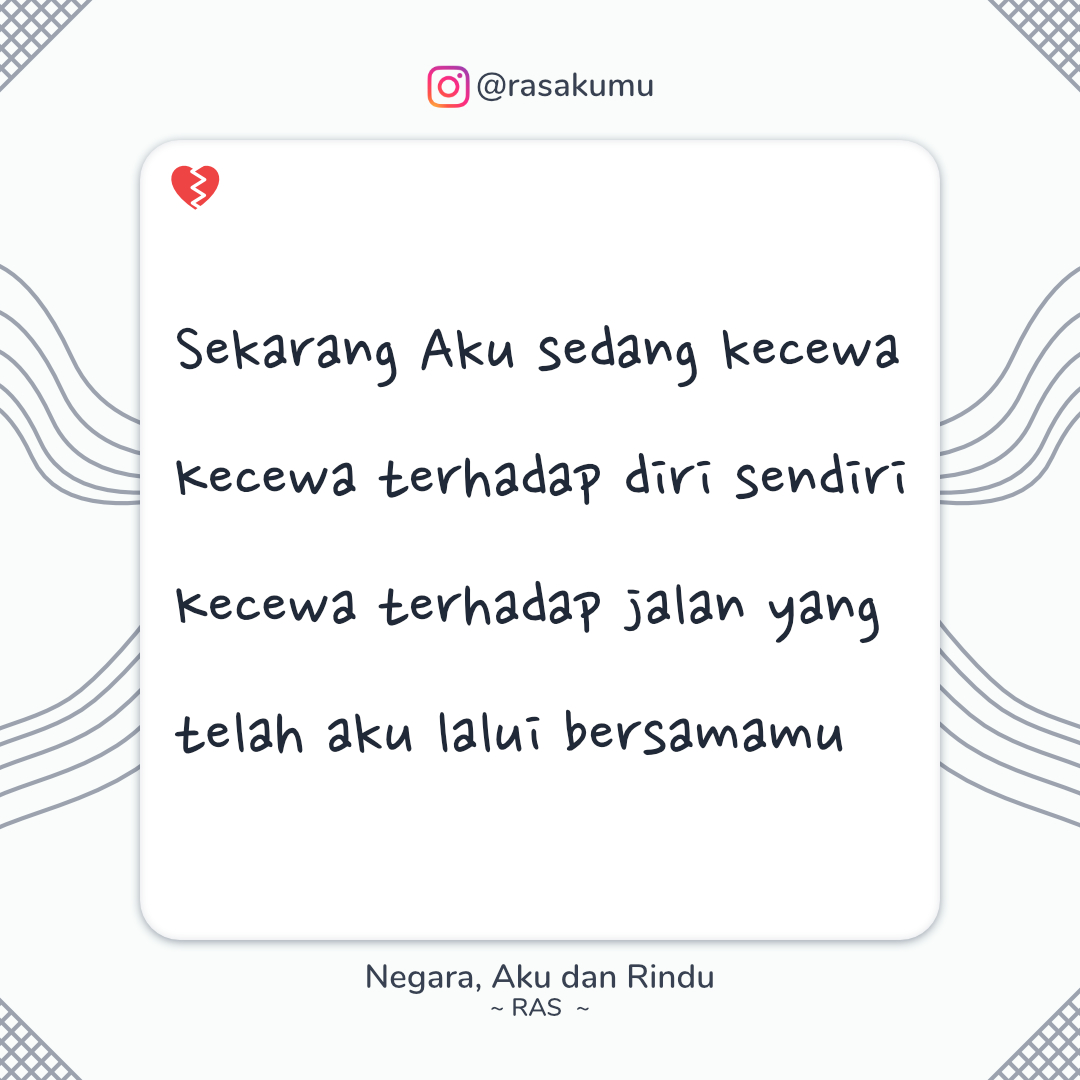 @rasakumu
Sekarang Aku sedang kecewa
kecewa terhadap diri sendiri
kecewa terhadap jalan yang
telah aku lalui bersamamu
Negara, Aku dan Rindu
~ RAS ~